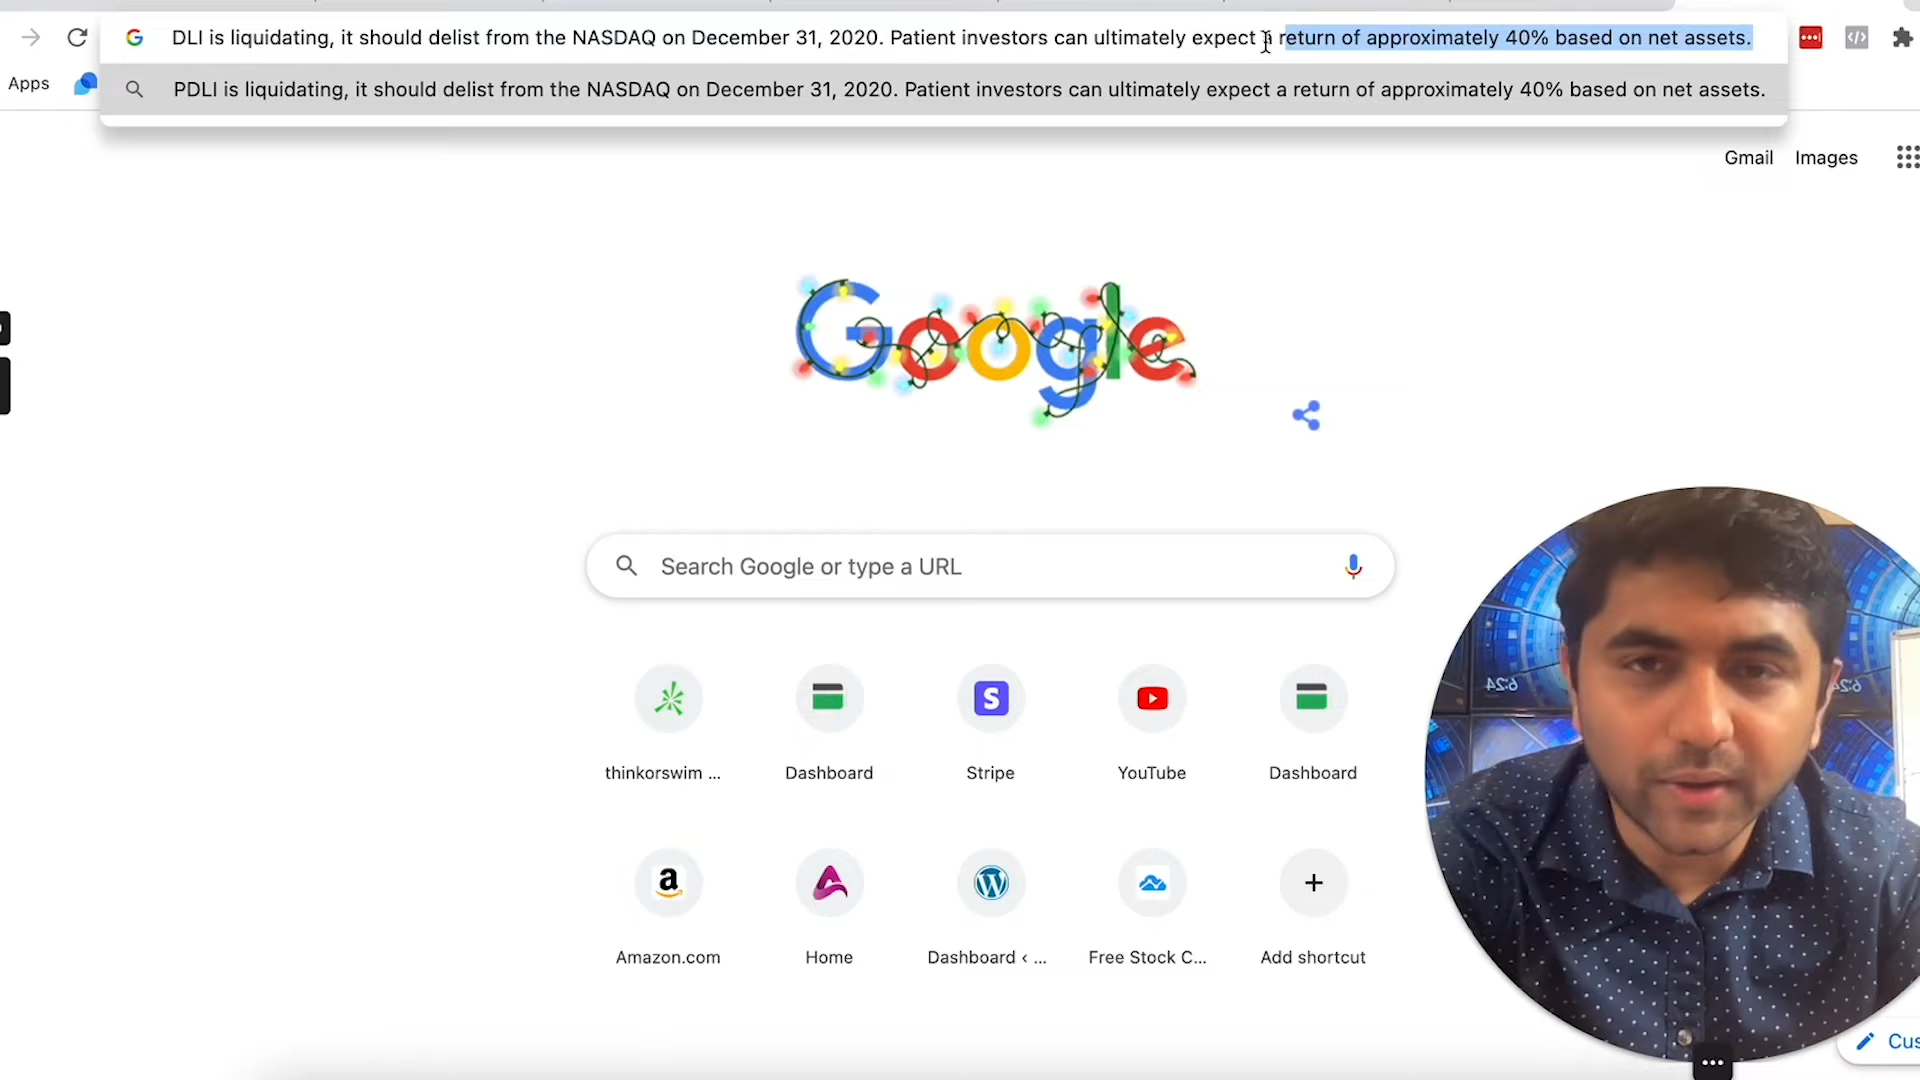 DLI is liquidating, it should delist from the NASDAQ on December 31, 2020. Patient investors can ultimately expect a return of approximately 40% based on net assets.
Apps
PDLI is liquidating, it should delist from the NASDAQ on December 31, 2020. Patient investors can ultimately expect a return of approximately 40% based on net assets.
Gmail Images
Google
Search Google or type a URL
S
thinkorswim ... Dashboard Stripe YouTube Dashboard
6:24
a
Amazon.com Home Dashboard ‹ ... Free Stock C... Add shortcut
Cus